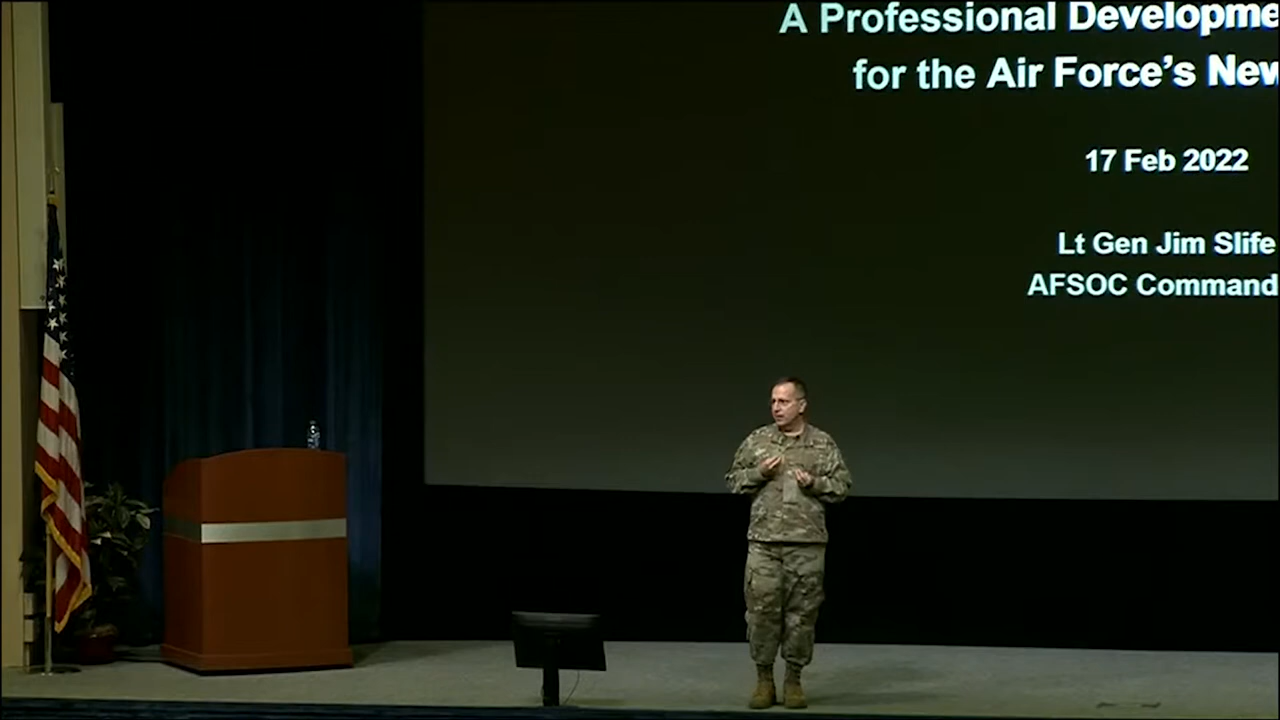 A Professional Developme
for the Air Force's New
17 Feb 2022
Lt Gen Jim Slife
AFSOC Command